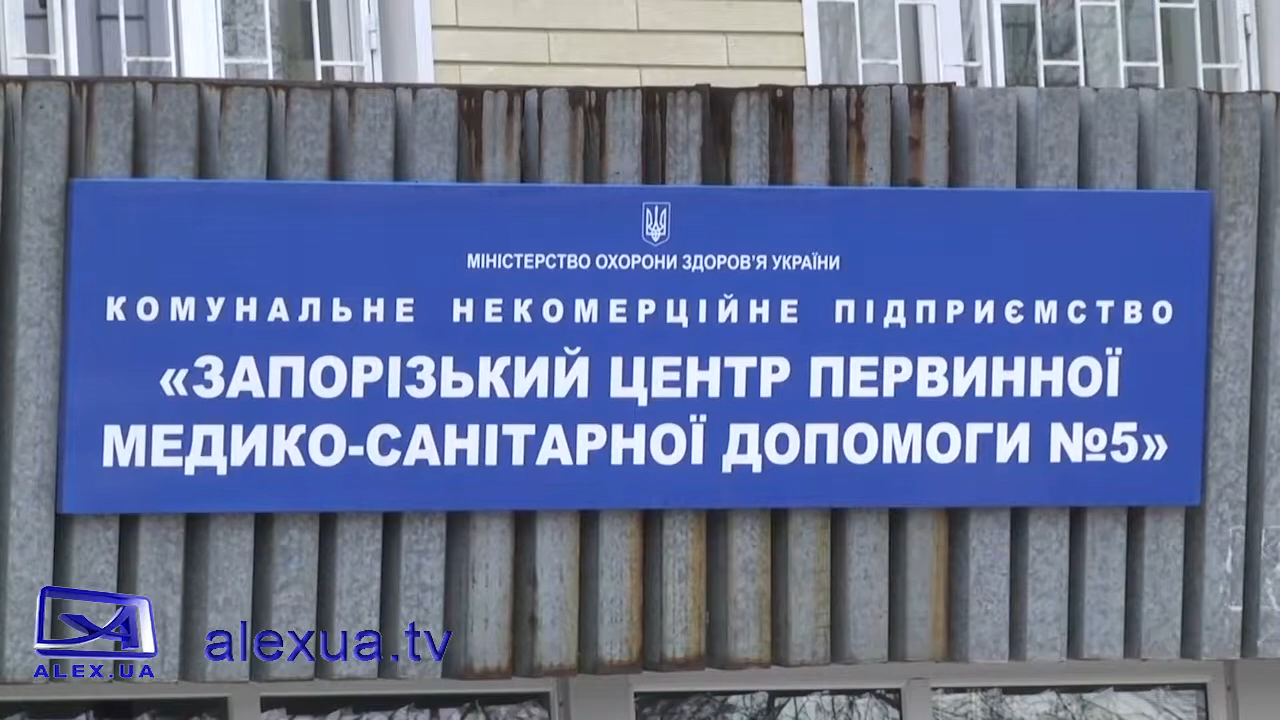 МІНІСТЕРСТВО ОХОРОНИ ЗДОРОВ'Я УКРАЇНИ
КОМУНАЛЬНЕ НЕКОМЕРЦІЙНЕ ПІДПРИЄМСТВО
«ЗАПОРІЗЬКИЙ ЦЕНТР ПЕРВИННОЇ
МЕДИКО-САНІТАРНОЇ ДОПОМОГИ №5»
ALEX.UA
alexua.tv